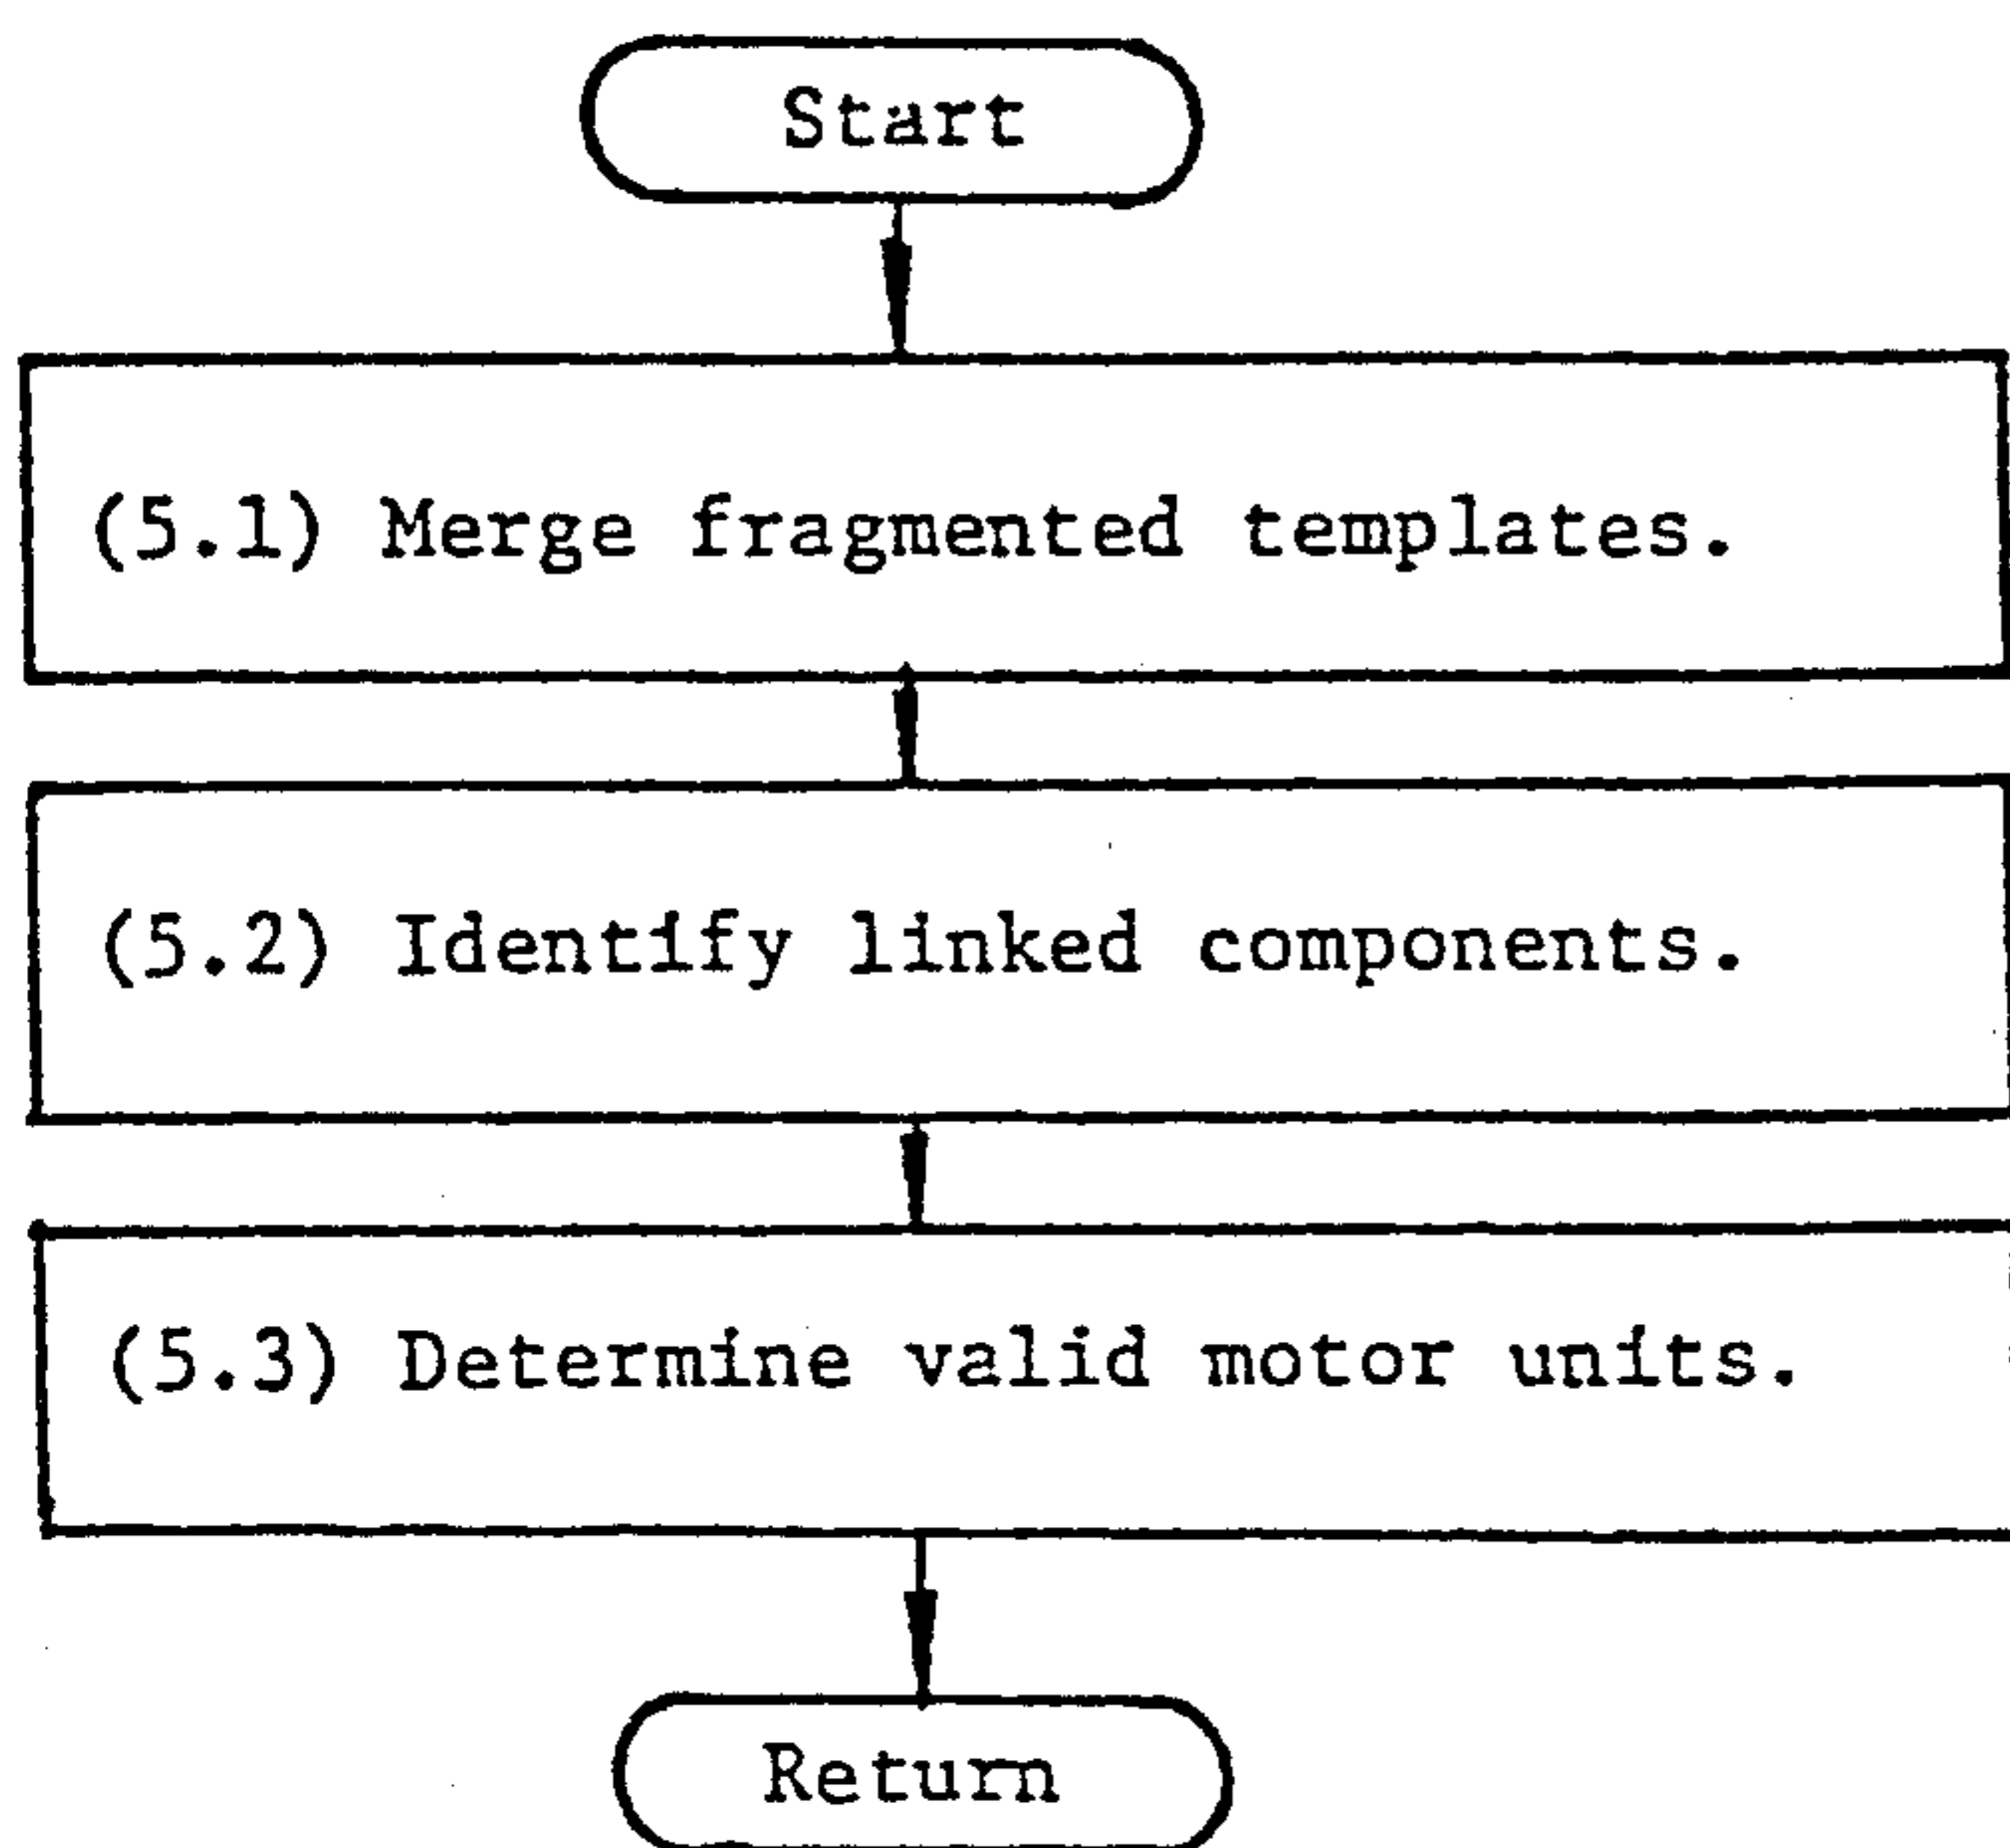 Start
(5.1) Merge fragmented templates.
(5.2) Identify linked components.
(5.3) Determine valid motor units.
Return